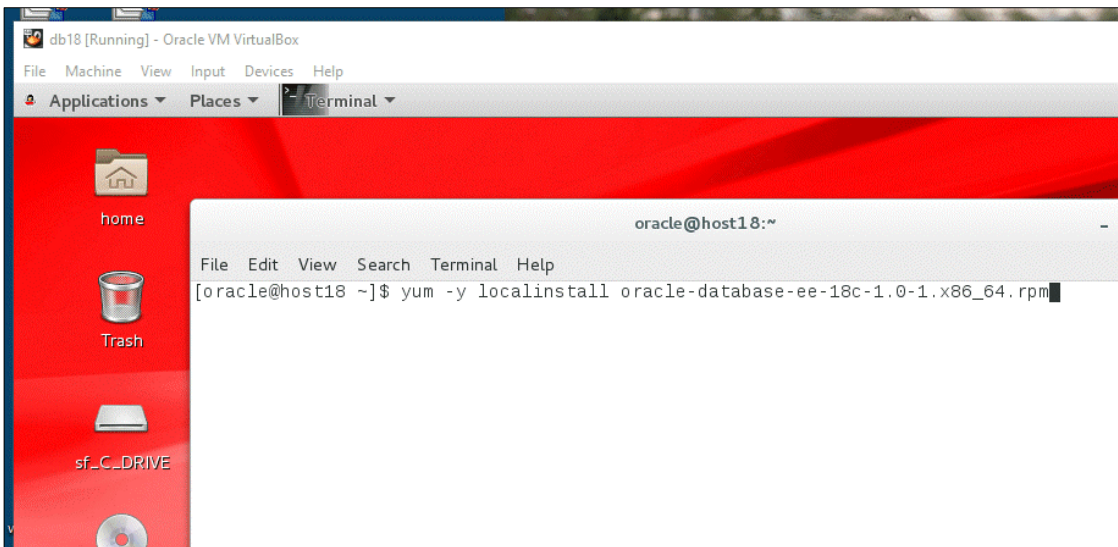 db18 [Running] - Oracle VM VirtualBox
File Machine View Input Devices Help
Applications Places Terminal
home
oracle@host18:~
File Edit View Search Terminal Help
[oracle@host18 ~]$ yum -y localinstall oracle-database-ee-18c-1.0-1.x86_64.rpm
Trash
sf_C_DRIVE